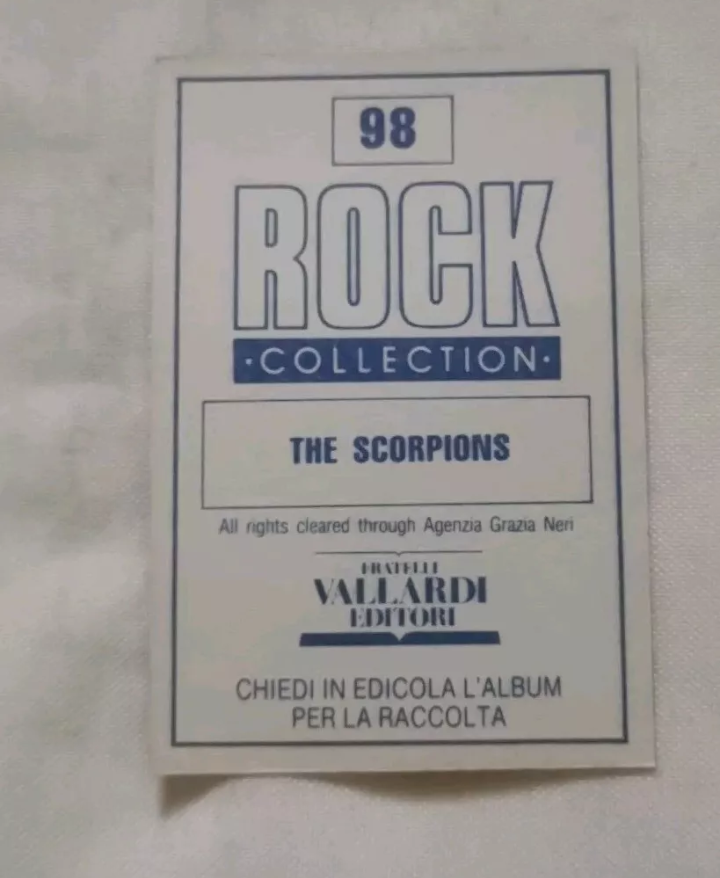 98
ROCK
·COLLECTION·
THE SCORPIONS
All rights cleared through Agenzia Grazia Neri
FRATELLI
VALLARDI
EDITORI
CHIEDI IN EDICOLA L'ALBUM
PER LA RACCOLTA